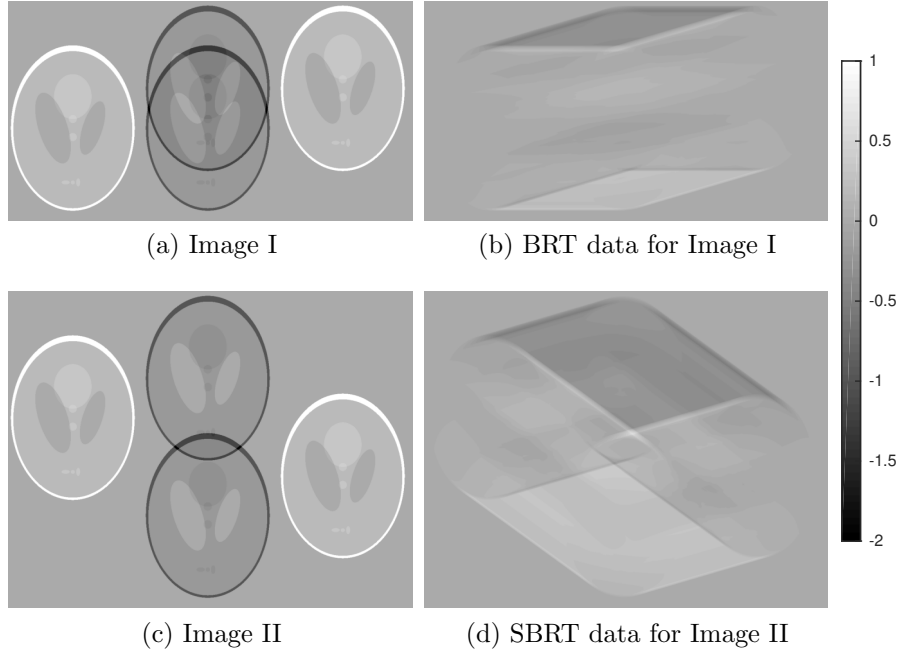 (a) Image I
(b) BRT data for Image I
(c) Image II
(d) SBRT data for Image II
1
0.5
0
-0.5
-1
-1.5
-2